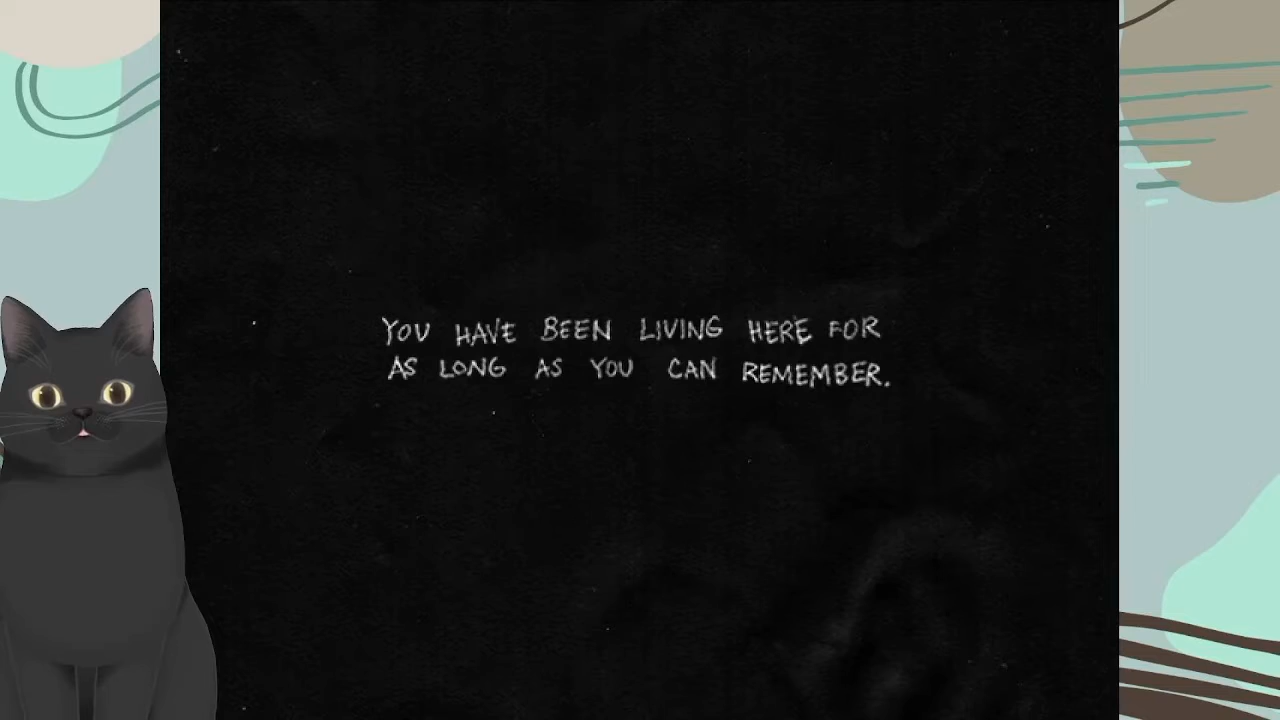 YOU HAVE BEEN LIVING HERE FOR
AS LONG AS YOU CAN REMEMBER.